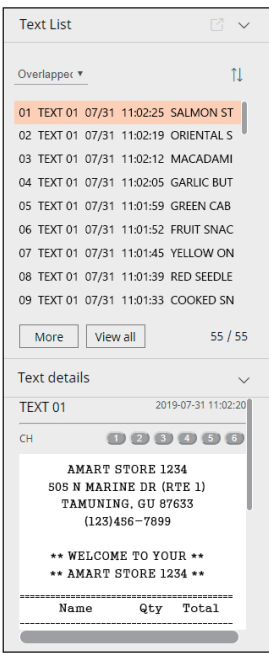 Text List
Overlapped
01 TEXT 01 07/31 11:02:25 SALMON ST
02 TEXT 01 07/31 11:02:19 ORIENTAL S
03 TEXT 01 07/31 11:02:12 MACADAMI
04 TEXT 01 07/31 11:02:05 GARLIC BUT
05 TEXT 01 07/31 11:01:59 GREEN CAB
06 TEXT 01 07/31 11:01:52 FRUIT SNAC
07 TEXT 01 07/31 11:01:45 YELLOW ON
08 TEXT 01 07/31 11:01:39 RED SEEDLE
09 TEXT 01 07/31 11:01:33 COOKED SN
More View all 55 / 55
Text details
TEXT 01 2019-07-31 11:02:20
CH 1 2 3 4 5 6
AMART STORE 1234
505 N MARINE DR (RTE 1)
TAMUNING, GU 87633
(123)456-7899
** WELCOME TO YOUR **
** AMART STORE 1234 **
==========================================
Name Qty Total
------------------------------------------